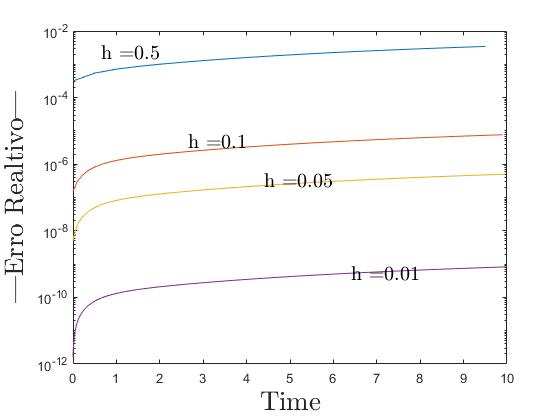 10^-2
h =0.5
10^-4
h =0.1
10^-6
h =0.05
10^-8
h =0.01
10^-10
10^-12
0 1 2 3 4 5 6 7 8 9 10
Time
—Erro Realtivo—